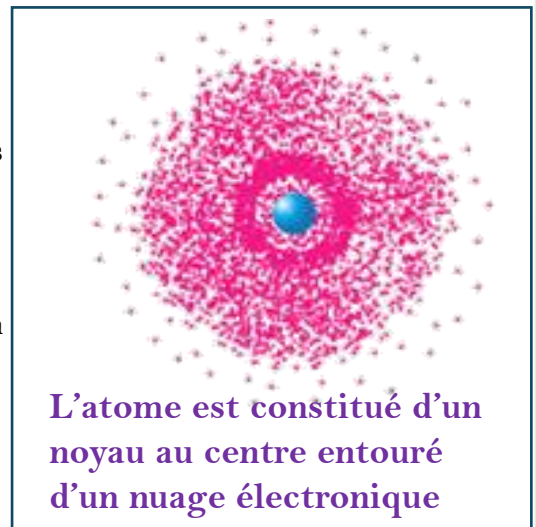 L’atome est constitué d’un
noyau au centre entouré
d’un nuage électronique